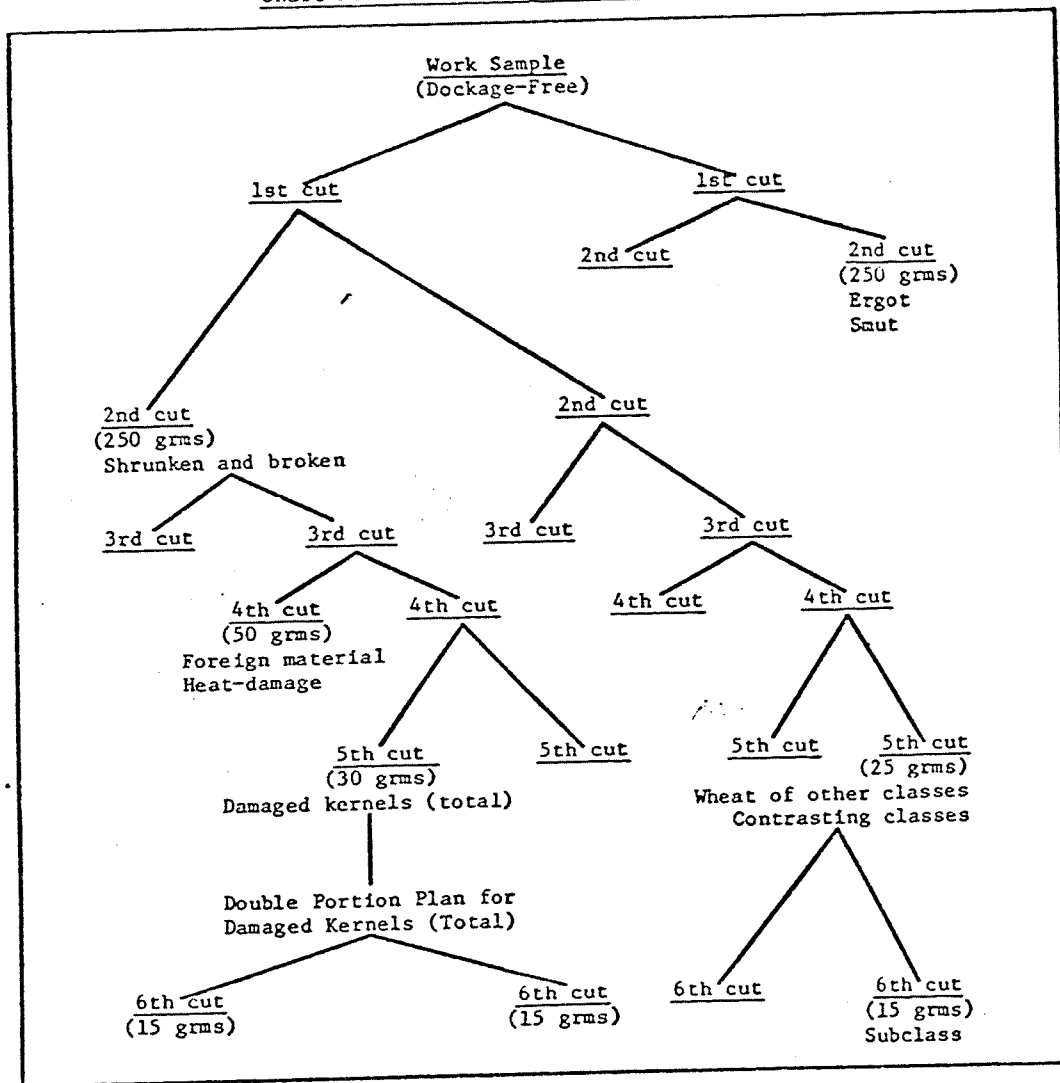 Work Sample
(Dockage-Free)
1st cut
1st cut
2nd cut
2nd cut
(250 grms)
Ergot
Smut
2nd cut
(250 grms)
Shrunken and broken
2nd cut
3rd cut
3rd cut
3rd cut
3rd cut
4th cut
(50 grms)
Foreign material
Heat-damage
4th cut
4th cut
4th cut
5th cut
(30 grms)
Damaged kernels (total)
5th cut
5th cut
5th cut
(25 grms)
Wheat of other classes
Contrasting classes
Double Portion Plan for
Damaged Kernels (Total)
6th cut
(15 grms)
6th cut
(15 grms)
6th cut
6th cut
(15 grms)
Subclass